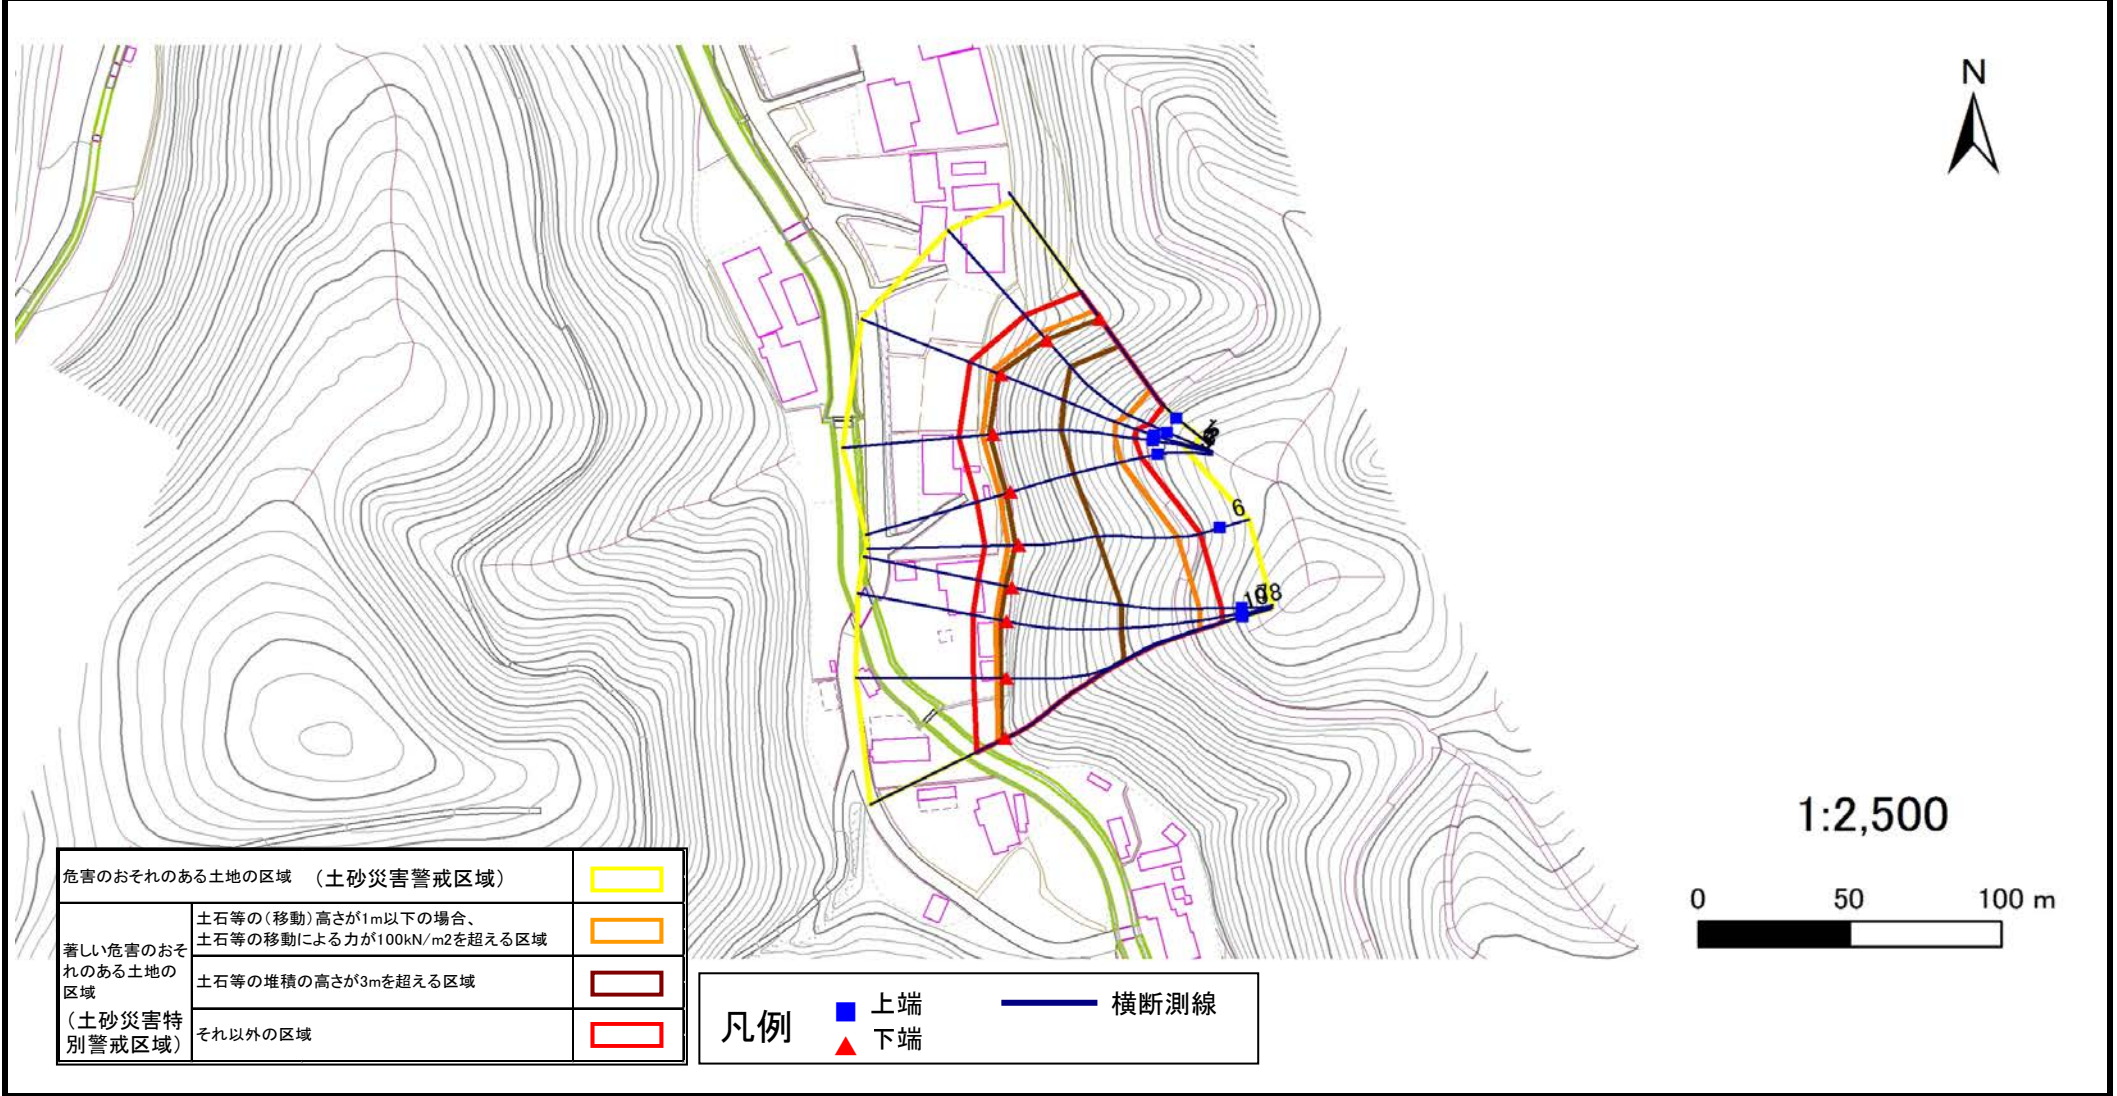 N
6
1:2,500
0 50 100 m
危害のおそれのある土地の区域 （土砂災害警戒区域）
著しい危害のおそ
れのある土地の
区域
（土砂災害特
別警戒区域）
土石等の（移動）高さが1m以下の場合、
土石等の移動による力が100kN/m2を超える区域
土石等の堆積の高さが3mを超える区域
それ以外の区域
凡例
上端
下端
横断測線